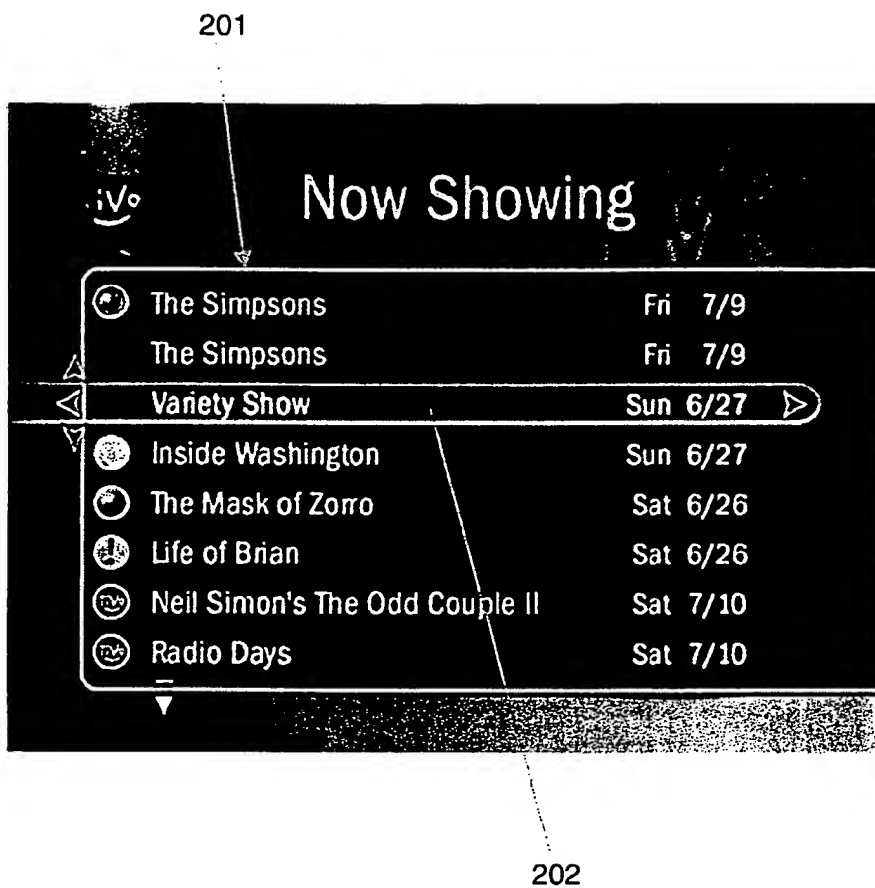 201
iVo
Now Showing
The Simpsons Fri 7/9
The Simpsons Fri 7/9
Variety Show Sun 6/27
Inside Washington Sun 6/27
The Mask of Zorro Sat 6/26
Life of Brian Sat 6/26
Neil Simon's The Odd Couple II Sat 7/10
Radio Days Sat 7/10
202